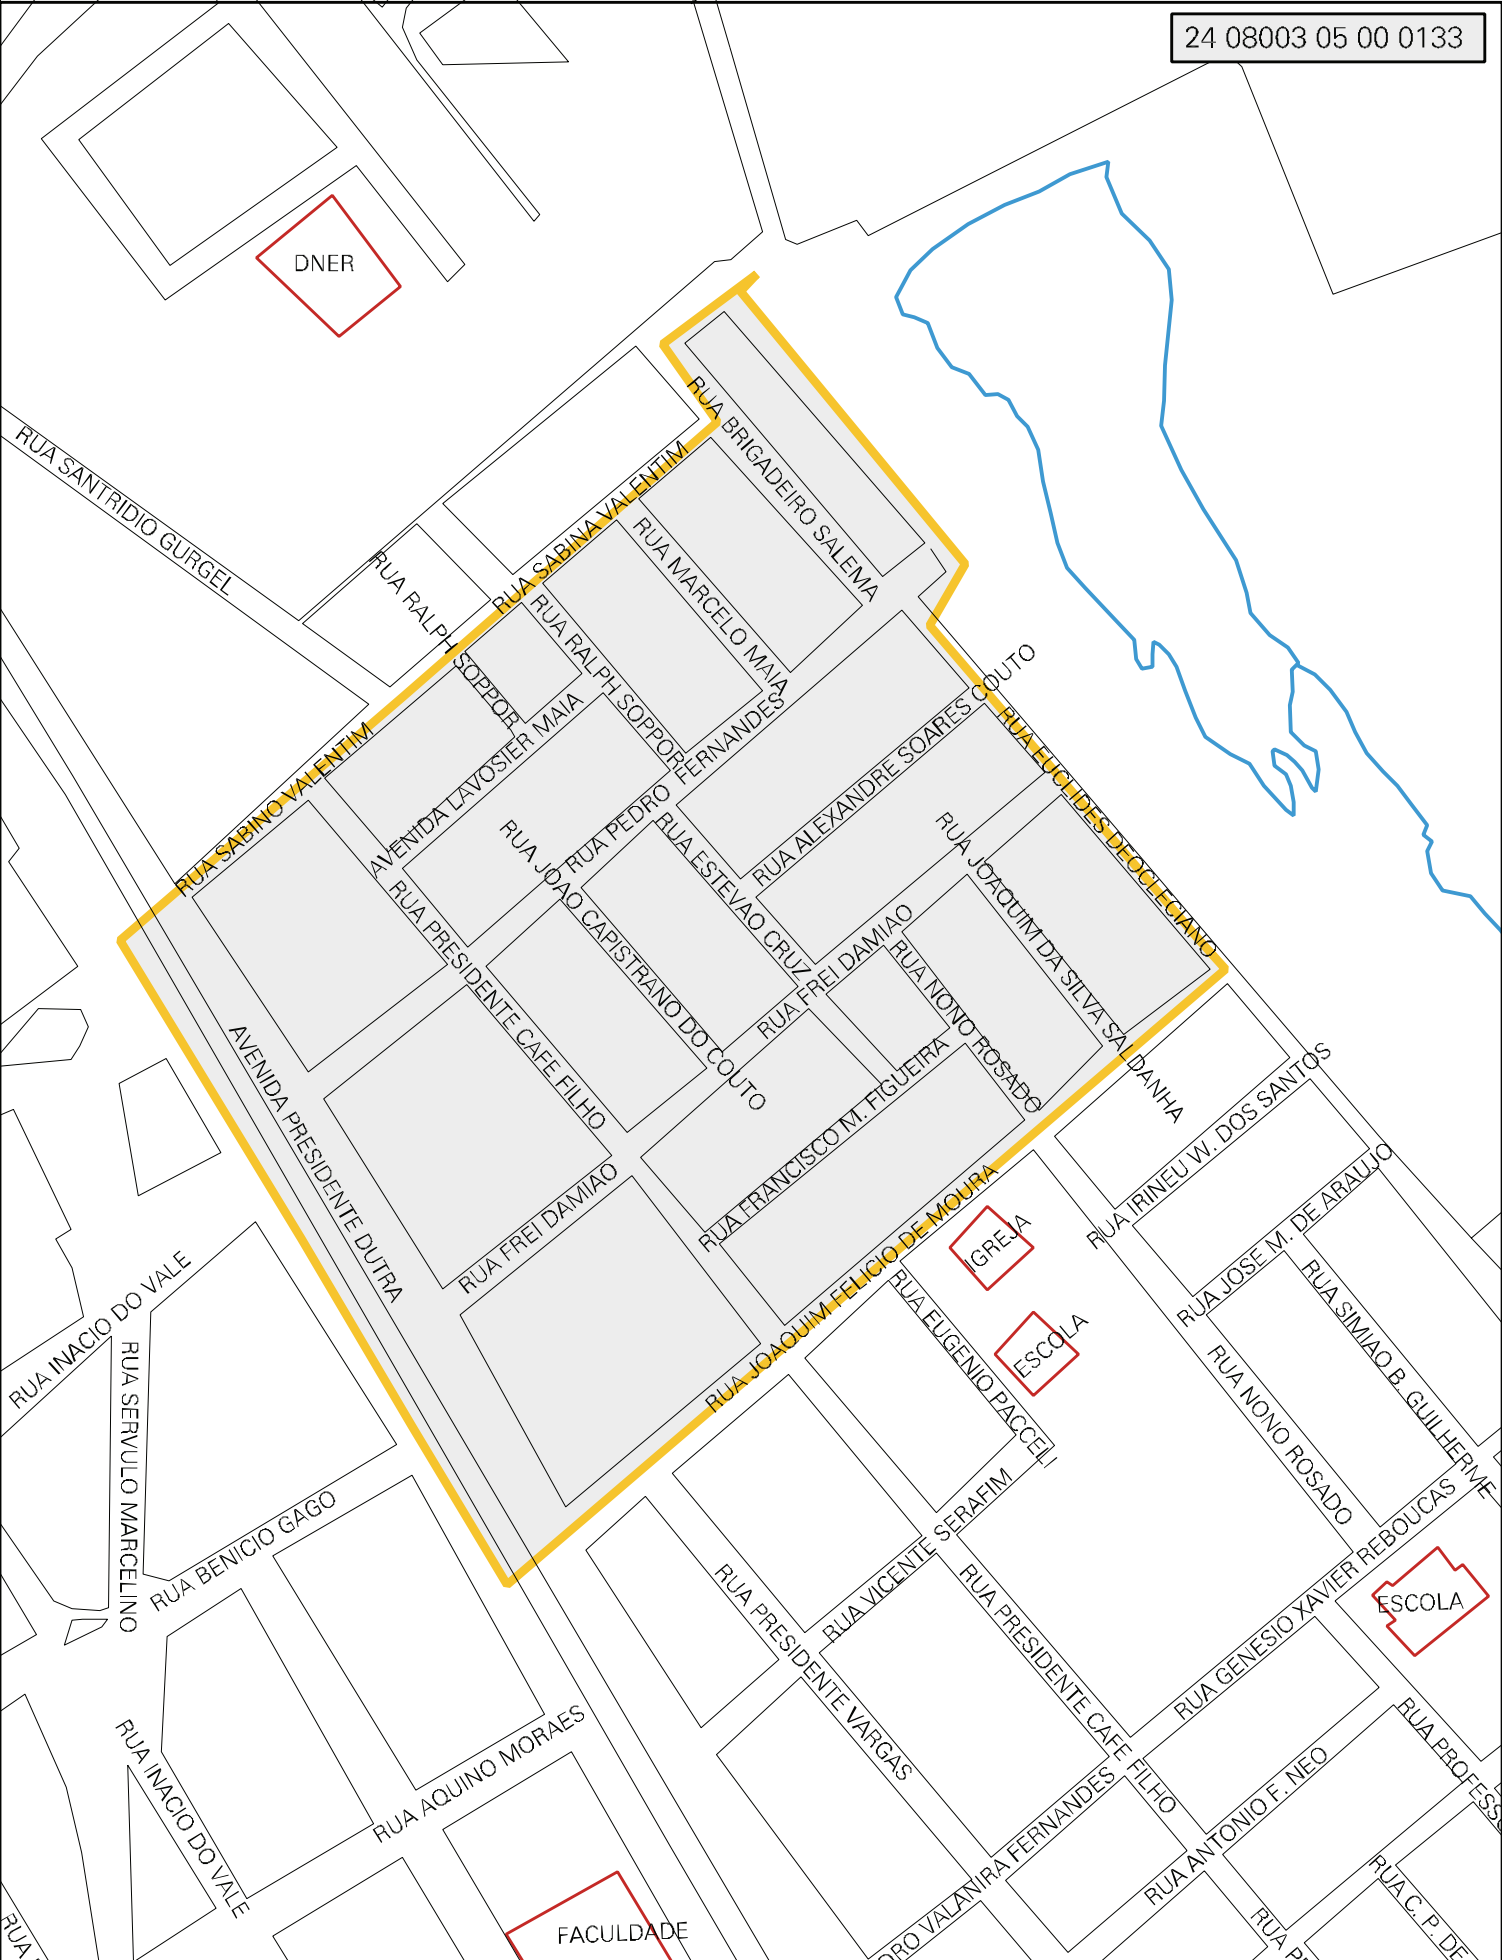 24 08003 05 00 0133
DNER
RUA SANTRIDIO GURGEL
RUA BRIGADEIRO SALEMA
RUA SABINA VALENTIM
RUA MARCELO MAIA
RUA RALPH SOPPOR
RUA RALPH SOPPOR
AVENIDA LAVOSIER MAIA
RUA SABINO VALENTIM
RUA PEDRO FERNANDES
RUA ALEXANDRE SOARES COUTO
RUA EUCLIDES DEOCLECIANO
RUA JOAO CAPISTRANO DO COUTO
RUA ESTEVAO CRUZ
RUA JOAQUIM DA SILVA SALDANHA
RUA PRESIDENTE CAFE FILHO
RUA FREI DAMIAO
RUA NONO ROSADO
AVENIDA PRESIDENTE DUTRA
RUA FRANCISCO M. FIGUEIRA
RUA FREI DAMIAO
RUA JOAQUIM FELICIO DE MOURA
RUA IRINEU W. DOS SANTOS
RUA JOSE M. DE ARAUJO
IGREJA
ESCOLA
RUA EUGENIO PACCELI
RUA SIMIAO B. GUILHERME
RUA NONO ROSADO
RUA INACIO DO VALE
RUA SERVULO MARCELINO
RUA BENICIO GAGO
RUA VICENTE SERAFIM
RUA GENESIO XAVIER REBOUCAS
ESCOLA
RUA PRESIDENTE VARGAS
RUA PRESIDENTE CAFE FILHO
RUA INACIO DO VALE
RUA AQUINO MORAES
RUA PROFESSO
RUA ANTONIO F. NEO
DRO VALANIRA FERNANDES
RUA C. P. DE
FACULDADE
RUA
RUA